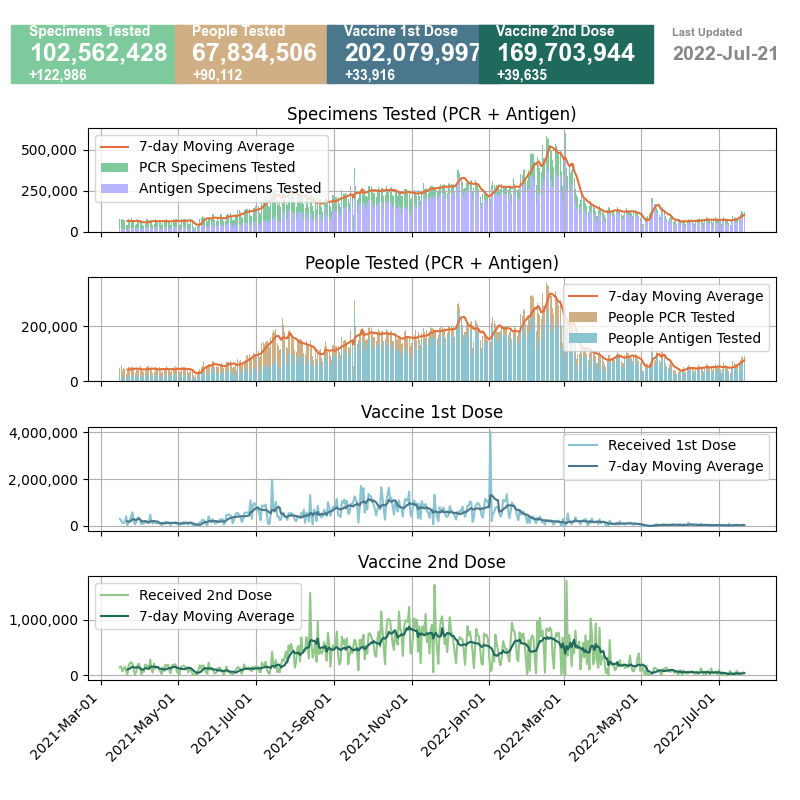 Specimens Tested
102,562,428
+122,986
People Tested
67,834,506
+90,112
Vaccine 1st Dose
202,079,997
+33,916
Vaccine 2nd Dose
169,703,944
+39,635
Last Updated
2022-Jul-21
Specimens Tested (PCR + Antigen)
7-day Moving Average
PCR Specimens Tested
Antigen Specimens Tested
500,000
250,000
0
People Tested (PCR + Antigen)
7-day Moving Average
People PCR Tested
People Antigen Tested
200,000
0
Vaccine 1st Dose
Received 1st Dose
7-day Moving Average
4,000,000
2,000,000
0
Vaccine 2nd Dose
Received 2nd Dose
7-day Moving Average
1,000,000
0
2021-Mar-01
2021-May-01
2021-Jul-01
2021-Sep-01
2021-Nov-01
2022-Jan-01
2022-Mar-01
2022-May-01
2022-Jul-01